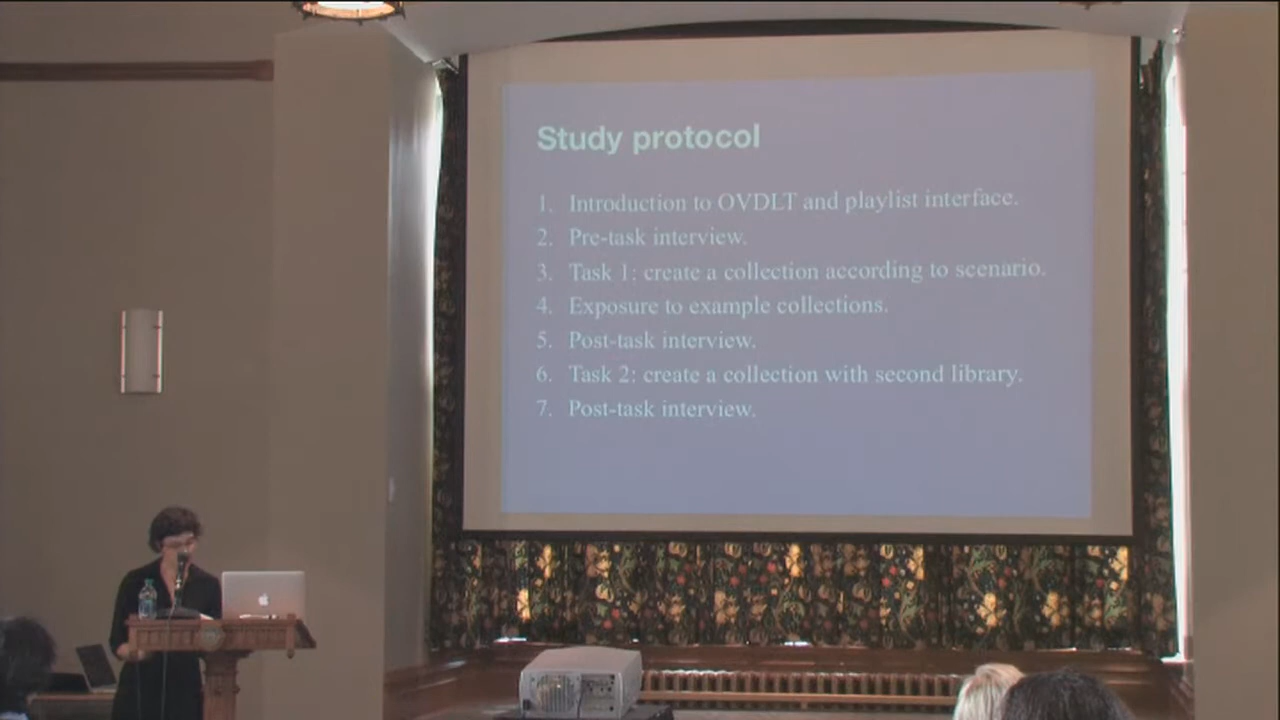 Study protocol
1. Introduction to OVDLT and playlist interface.
2. Pre-task interview.
3. Task 1: create a collection according to scenario.
4. Exposure to example collections.
5. Post-task interview.
6. Task 2: create a collection with second library.
7. Post-task interview.